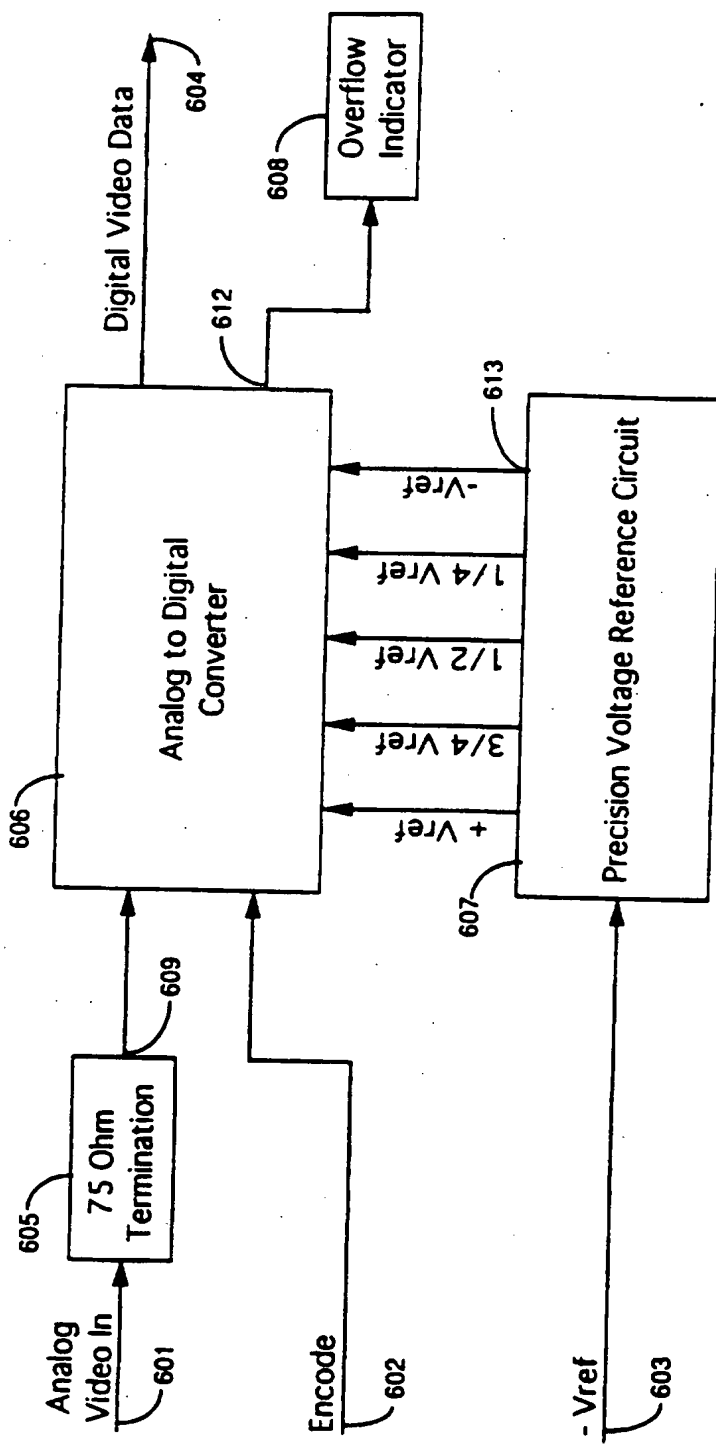 Analog
Video In
601
605
75 Ohm
Termination
609
Encode
602
- Vref
603
606
Analog to Digital
Converter
Digital Video Data
604
612
608
Overflow
Indicator
+ Vref
3/4 Vref
1/2 Vref
1/4 Vref
-Vref
613
607
Precision Voltage Reference Circuit